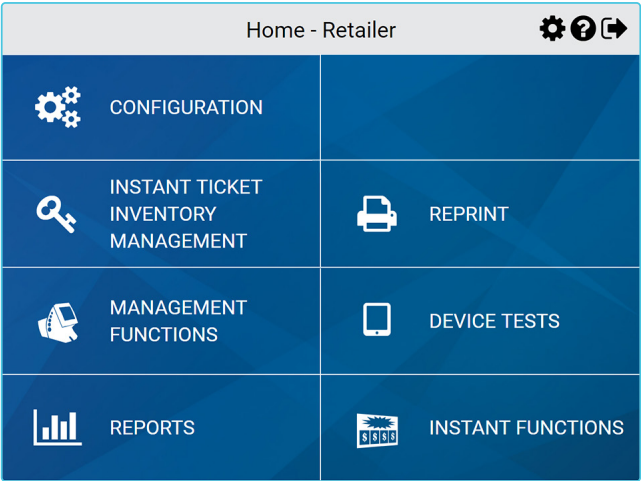 Home - Retailer
CONFIGURATION
INSTANT TICKET
INVENTORY
MANAGEMENT
REPRINT
MANAGEMENT
FUNCTIONS
DEVICE TESTS
REPORTS
$ $ $ $
INSTANT FUNCTIONS